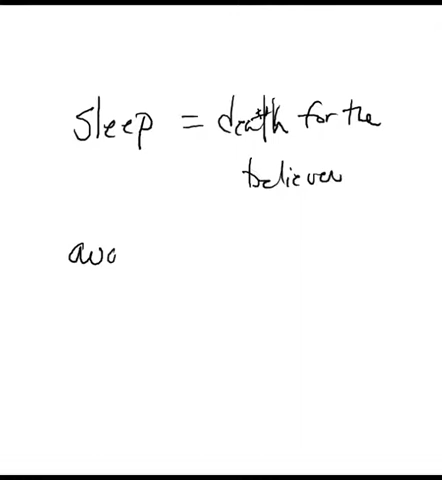 sleep = death for the
believer
awa